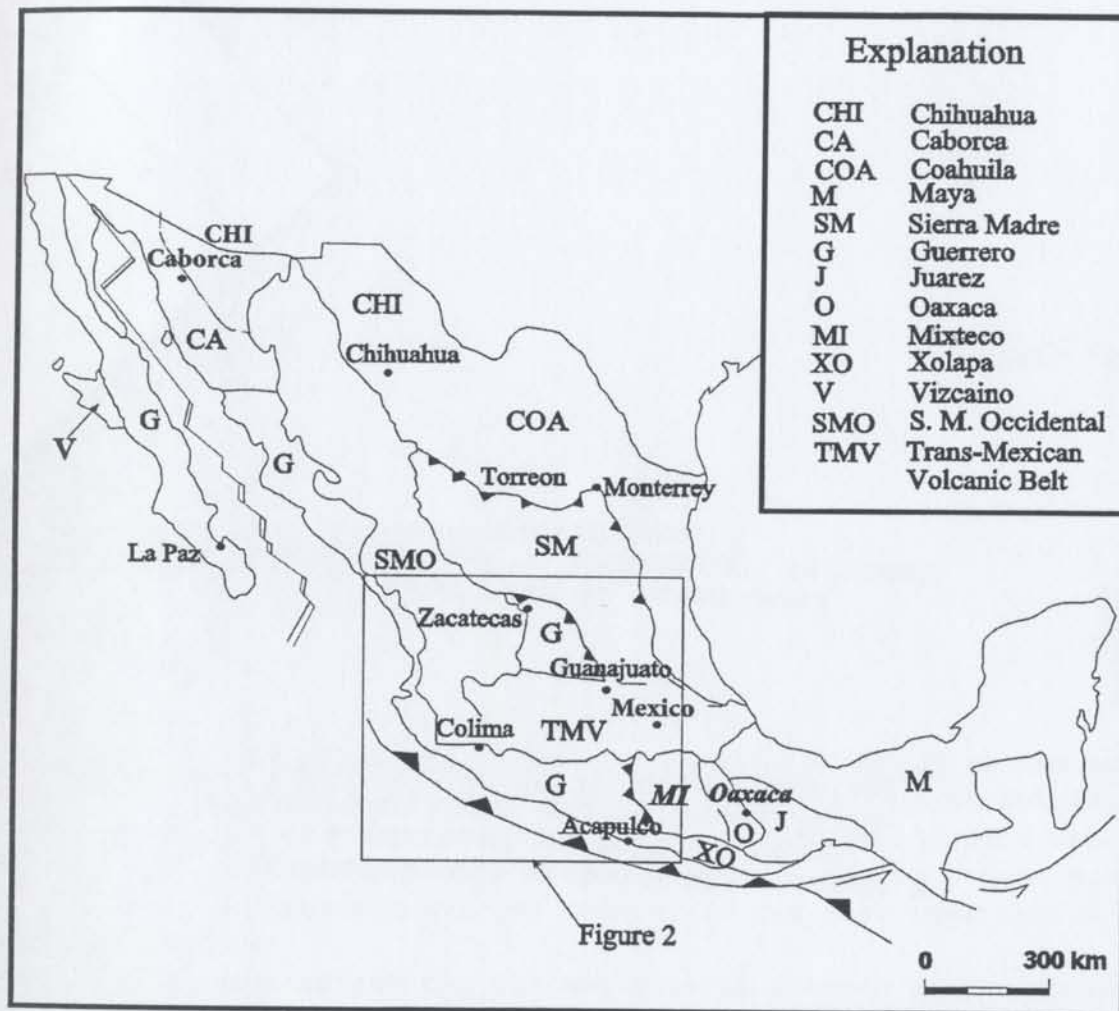 Explanation
CHI Chihuahua
CA Caborca
COA Coahuila
M Maya
SM Sierra Madre
G Guerrero
J Juarez
O Oaxaca
MI Mixteco
XO Xolapa
V Vizcaino
SMO S. M. Occidental
TMV Trans-Mexican
Volcanic Belt
CHI
Caborca
CHI
CA
Chihuahua
COA
G
V
G
Torreon
Monterrey
La Paz
SMO
SM
Zacatecas
G
Guanajuato
Mexico
Colima
TMV
G
MI
Oaxaca
J
M
Acapulco
O
XO
Figure 2
0 300 km